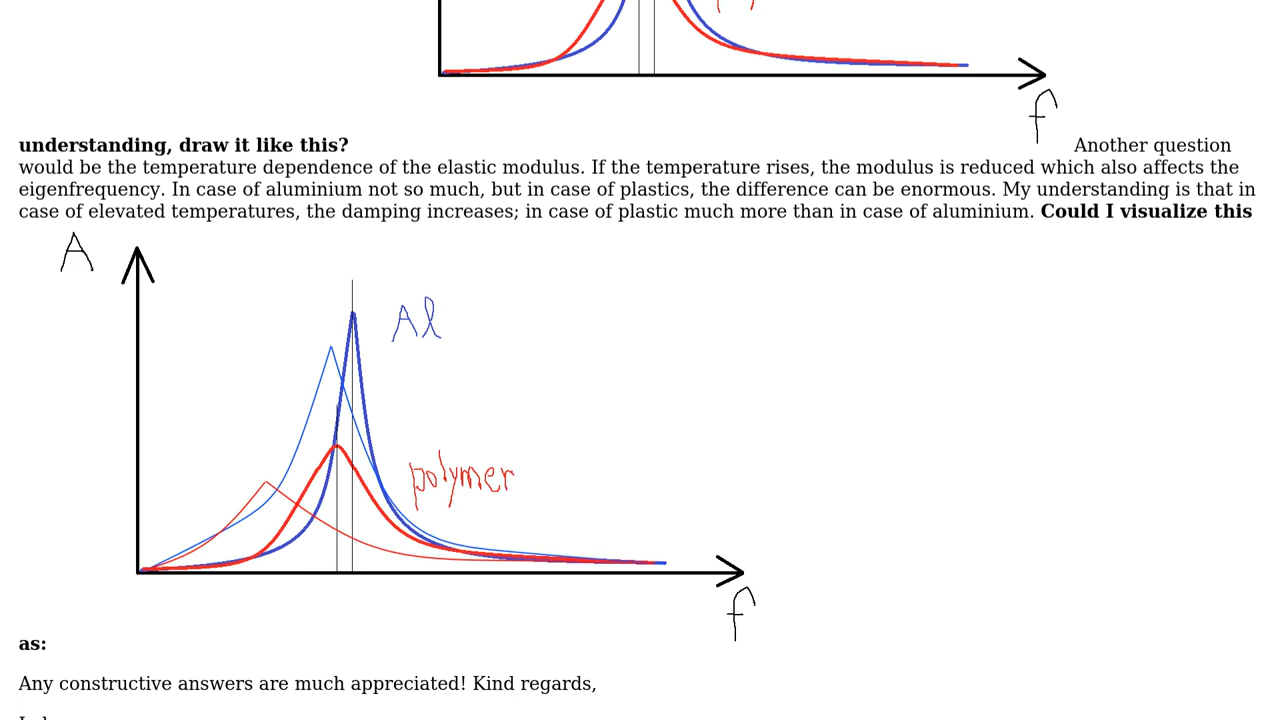 f
understanding, draw it like this? Another question
would be the temperature dependence of the elastic modulus. If the temperature rises, the modulus is reduced which also affects the
eigenfrequency. In case of aluminium not so much, but in case of plastics, the difference can be enormous. My understanding is that in
case of elevated temperatures, the damping increases; in case of plastic much more than in case of aluminium. Could I visualize this
A
Al
polymer
f
as:
Any constructive answers are much appreciated! Kind regards,